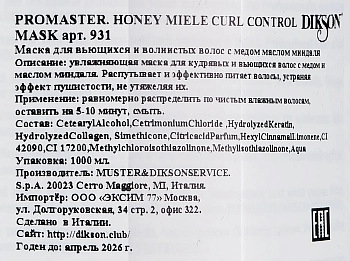 PROMASTER. HONEY MIELE CURL CONTROL DIKSON
MASK арт. 931
Маска для вьющихся и волнистых волос с медом маслом миндаля
Описание: увлажняющая маска для кудрявых и вьющихся волос с медом и
маслом миндаля. Распутывает и эффективно питает волосы, устраняя
эффект пушистости, не утяжеляя их.
Применение: равномерно распределить по чистым влажным волосам,
оставить на 5-10 минут, смыть.
Состав: CetearylAlcohol,CetrimoniumChloride,HydrolyzedKeratin,
HydrolyzedCollagen, Simethicone,CitricacidParfum,HexylCinnamalLimonene,CI
42090,CI 17200,Methylchloroisothiazolinone,Methylisothiazolinone,Aqua
Упаковка: 1000 мл.
Производитель: MUSTER&DIKSONSERVICE.
S.p.A. 20023 Cerro Maggiore, MI, Италия.
Импортёр: ООО «ЭКСИМ 77» Москва,
ул. Долгоруковская, 34 стр. 2, офис 322.
Сделано в Италии.
Сайт: http://dikson.club/
Годен до: апрель 2026 г.
EAC